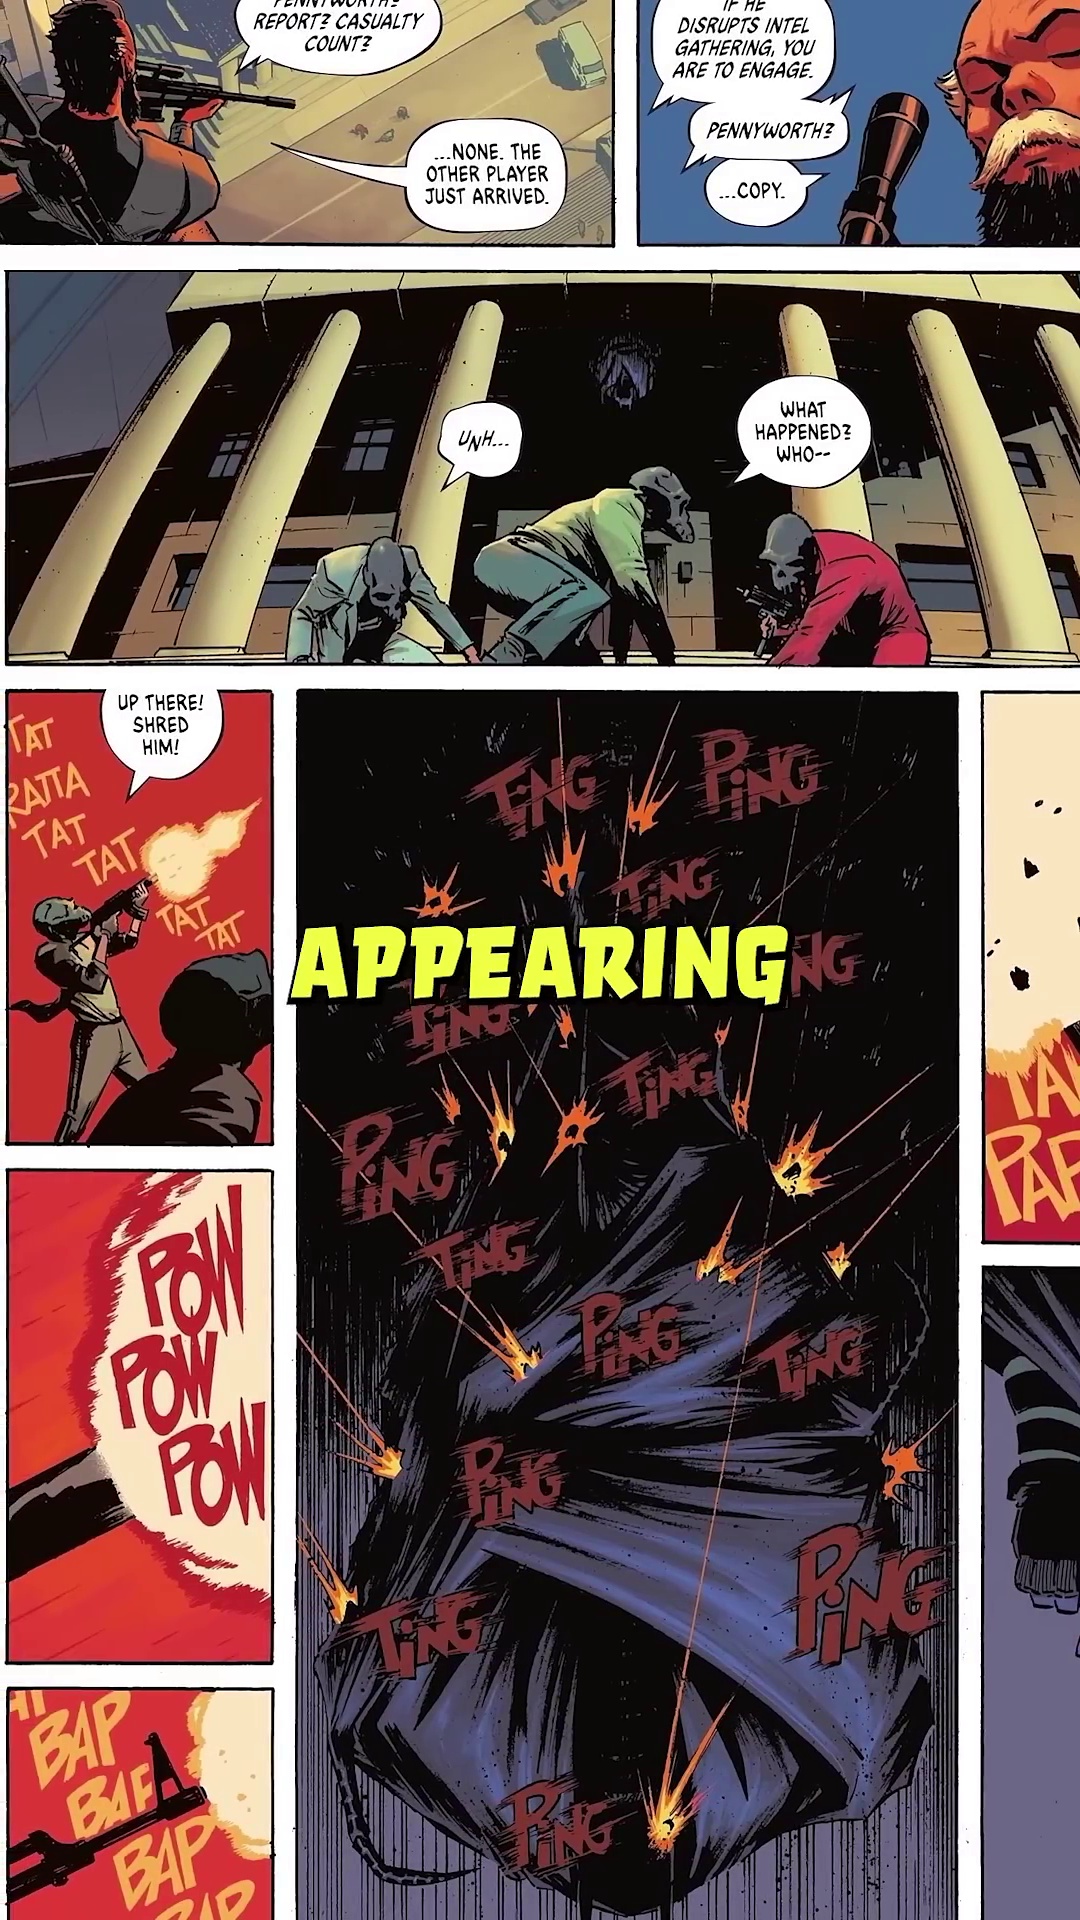 PENNYWORTH?
REPORT? CASUALTY
COUNT?
...NONE. THE
OTHER PLAYER
JUST ARRIVED.
IF HE
DISRUPTS INTEL
GATHERING, YOU
ARE TO ENGAGE.
PENNYWORTH?
...COPY.
UNH...
WHAT
HAPPENED?
WHO--
UP THERE!
SHRED
HIM!
TAT
RATTA
TAT
TAT
TAT
TAT
TING
PING
TING
APPEARING
TING
TING
PING
TING
PING
TING
PING
PING
TING
PING
POW
POW
POW
BAP
BAP
BAP